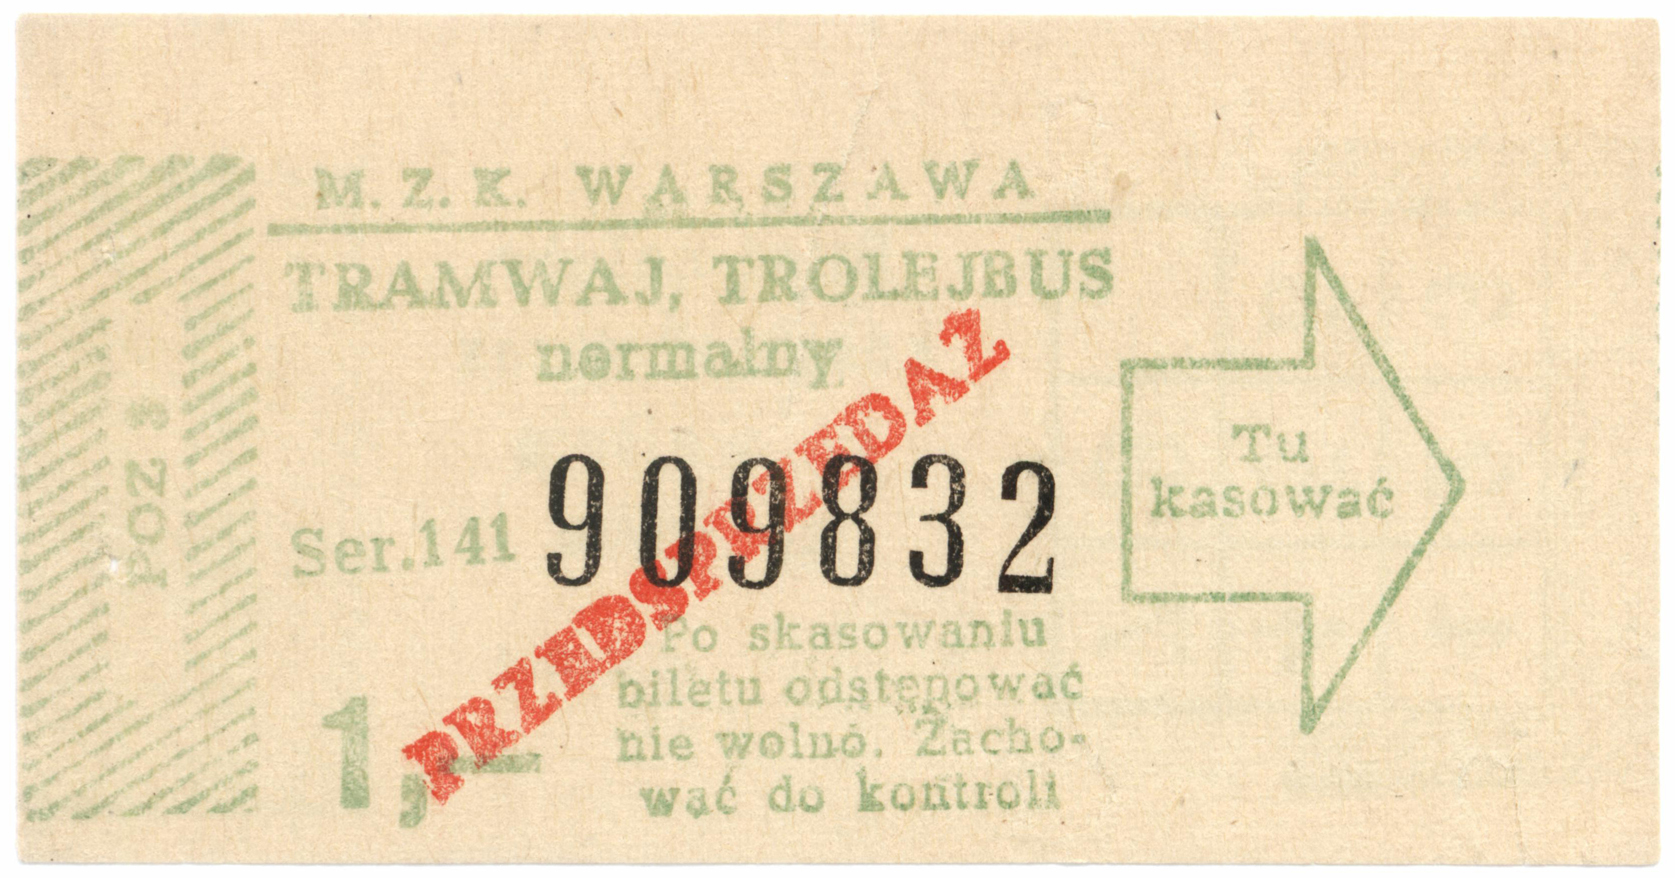 M. Z. K. WARSZAWA
TRAMWAJ, TROLEJBUS
normalny
PRZEDSPRZEDAŻ
Ser. 141 909832
1,—
Po skasowaniu
biletu odstępować
nie wolno. Zacho-
wać do kontroli
Tu
kasować
POZ 3